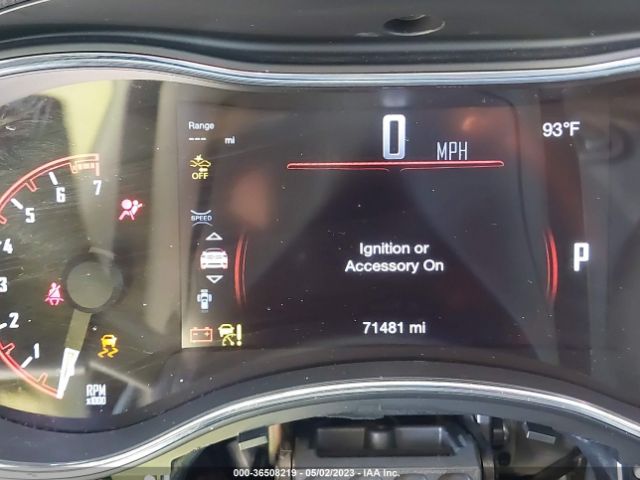 Range
--- mi
0 MPH
93°F
OFF
7
6
5
4
3
2
1
SPEED
Ignition or
Accessory On
P
71481 mi
RPM
x1000
000-36508219 - 05/02/2023 - IAA Inc.